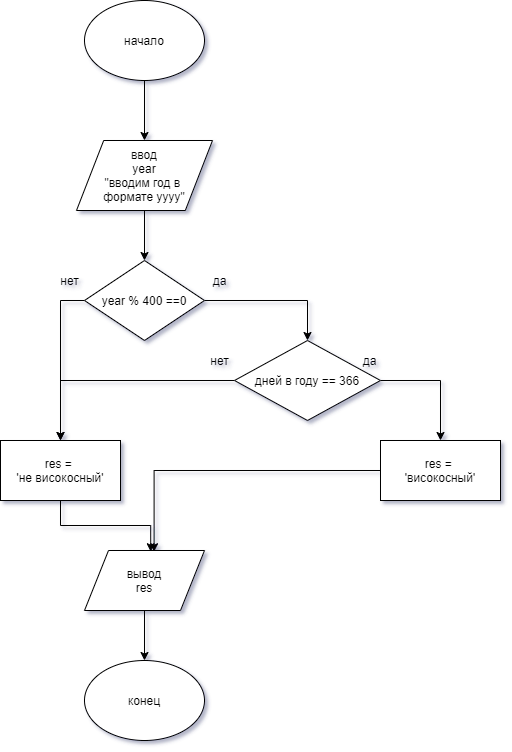 начало
ввод
year
"вводим год в
формате yyyy"
нет
да
year % 400 ==0
нет
да
дней в году == 366
res =
'не високосный'
res =
'високосный'
вывод
res
конец